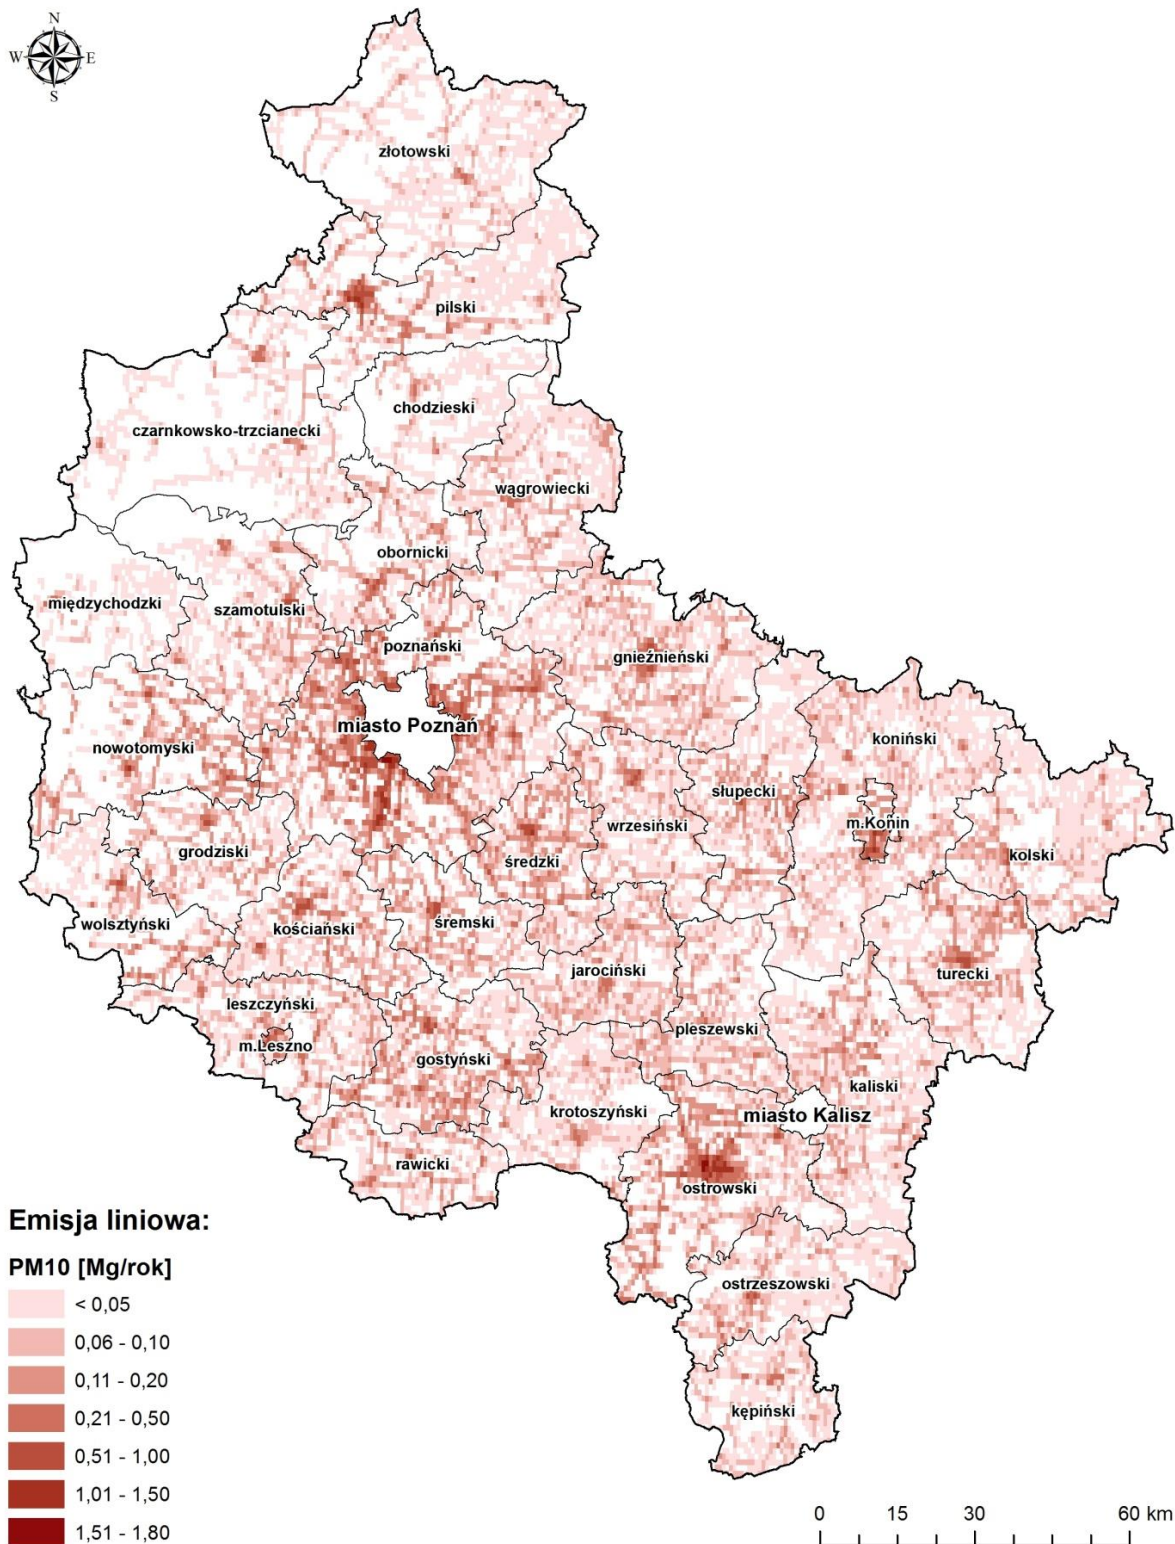 N
W E
S
złotowski
pilski
chodzieski
czarnkowsko-trzcianecki
wągrowiecki
obornicki
międzychodzki
szamotulski
poznański
gnieźnieński
miasto Poznań
nowotomyski
koniński
słupecki
m.Konin
wrzesiński
grodziski
średzki
kolski
wolsztyński
kościański
śremski
jarociński
turecki
leszczyński
pleszewski
m.Leszno
gostyński
kaliski
krotoszyński
miasto Kalisz
rawicki
ostrowski
ostrzeszowski
kępiński
Emisja liniowa:
PM10 [Mg/rok]
< 0,05
0,06 - 0,10
0,11 - 0,20
0,21 - 0,50
0,51 - 1,00
1,01 - 1,50
1,51 - 1,80
0 15 30 60 km